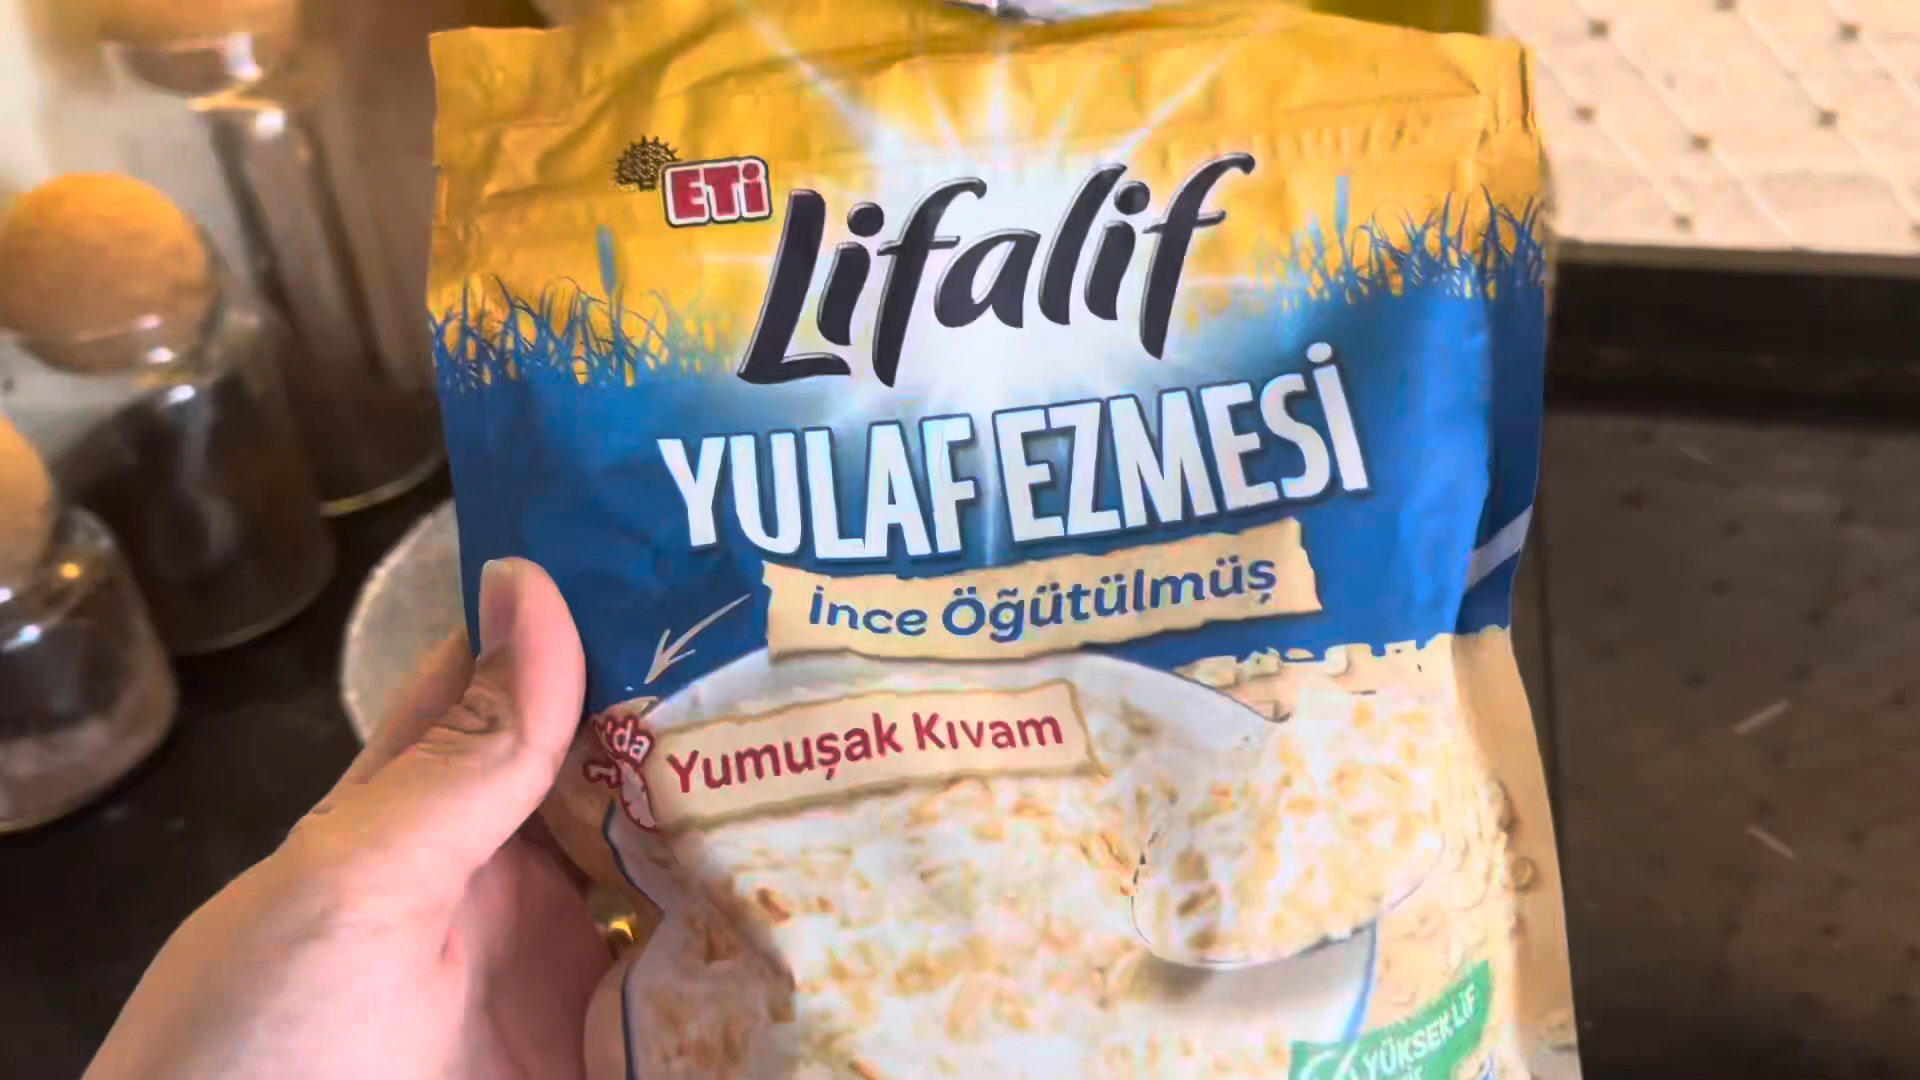 ETİ
Lifalif
YULAF EZMESİ
İnce Öğütülmüş
Yumuşak Kıvam
YÜKSEK LİF